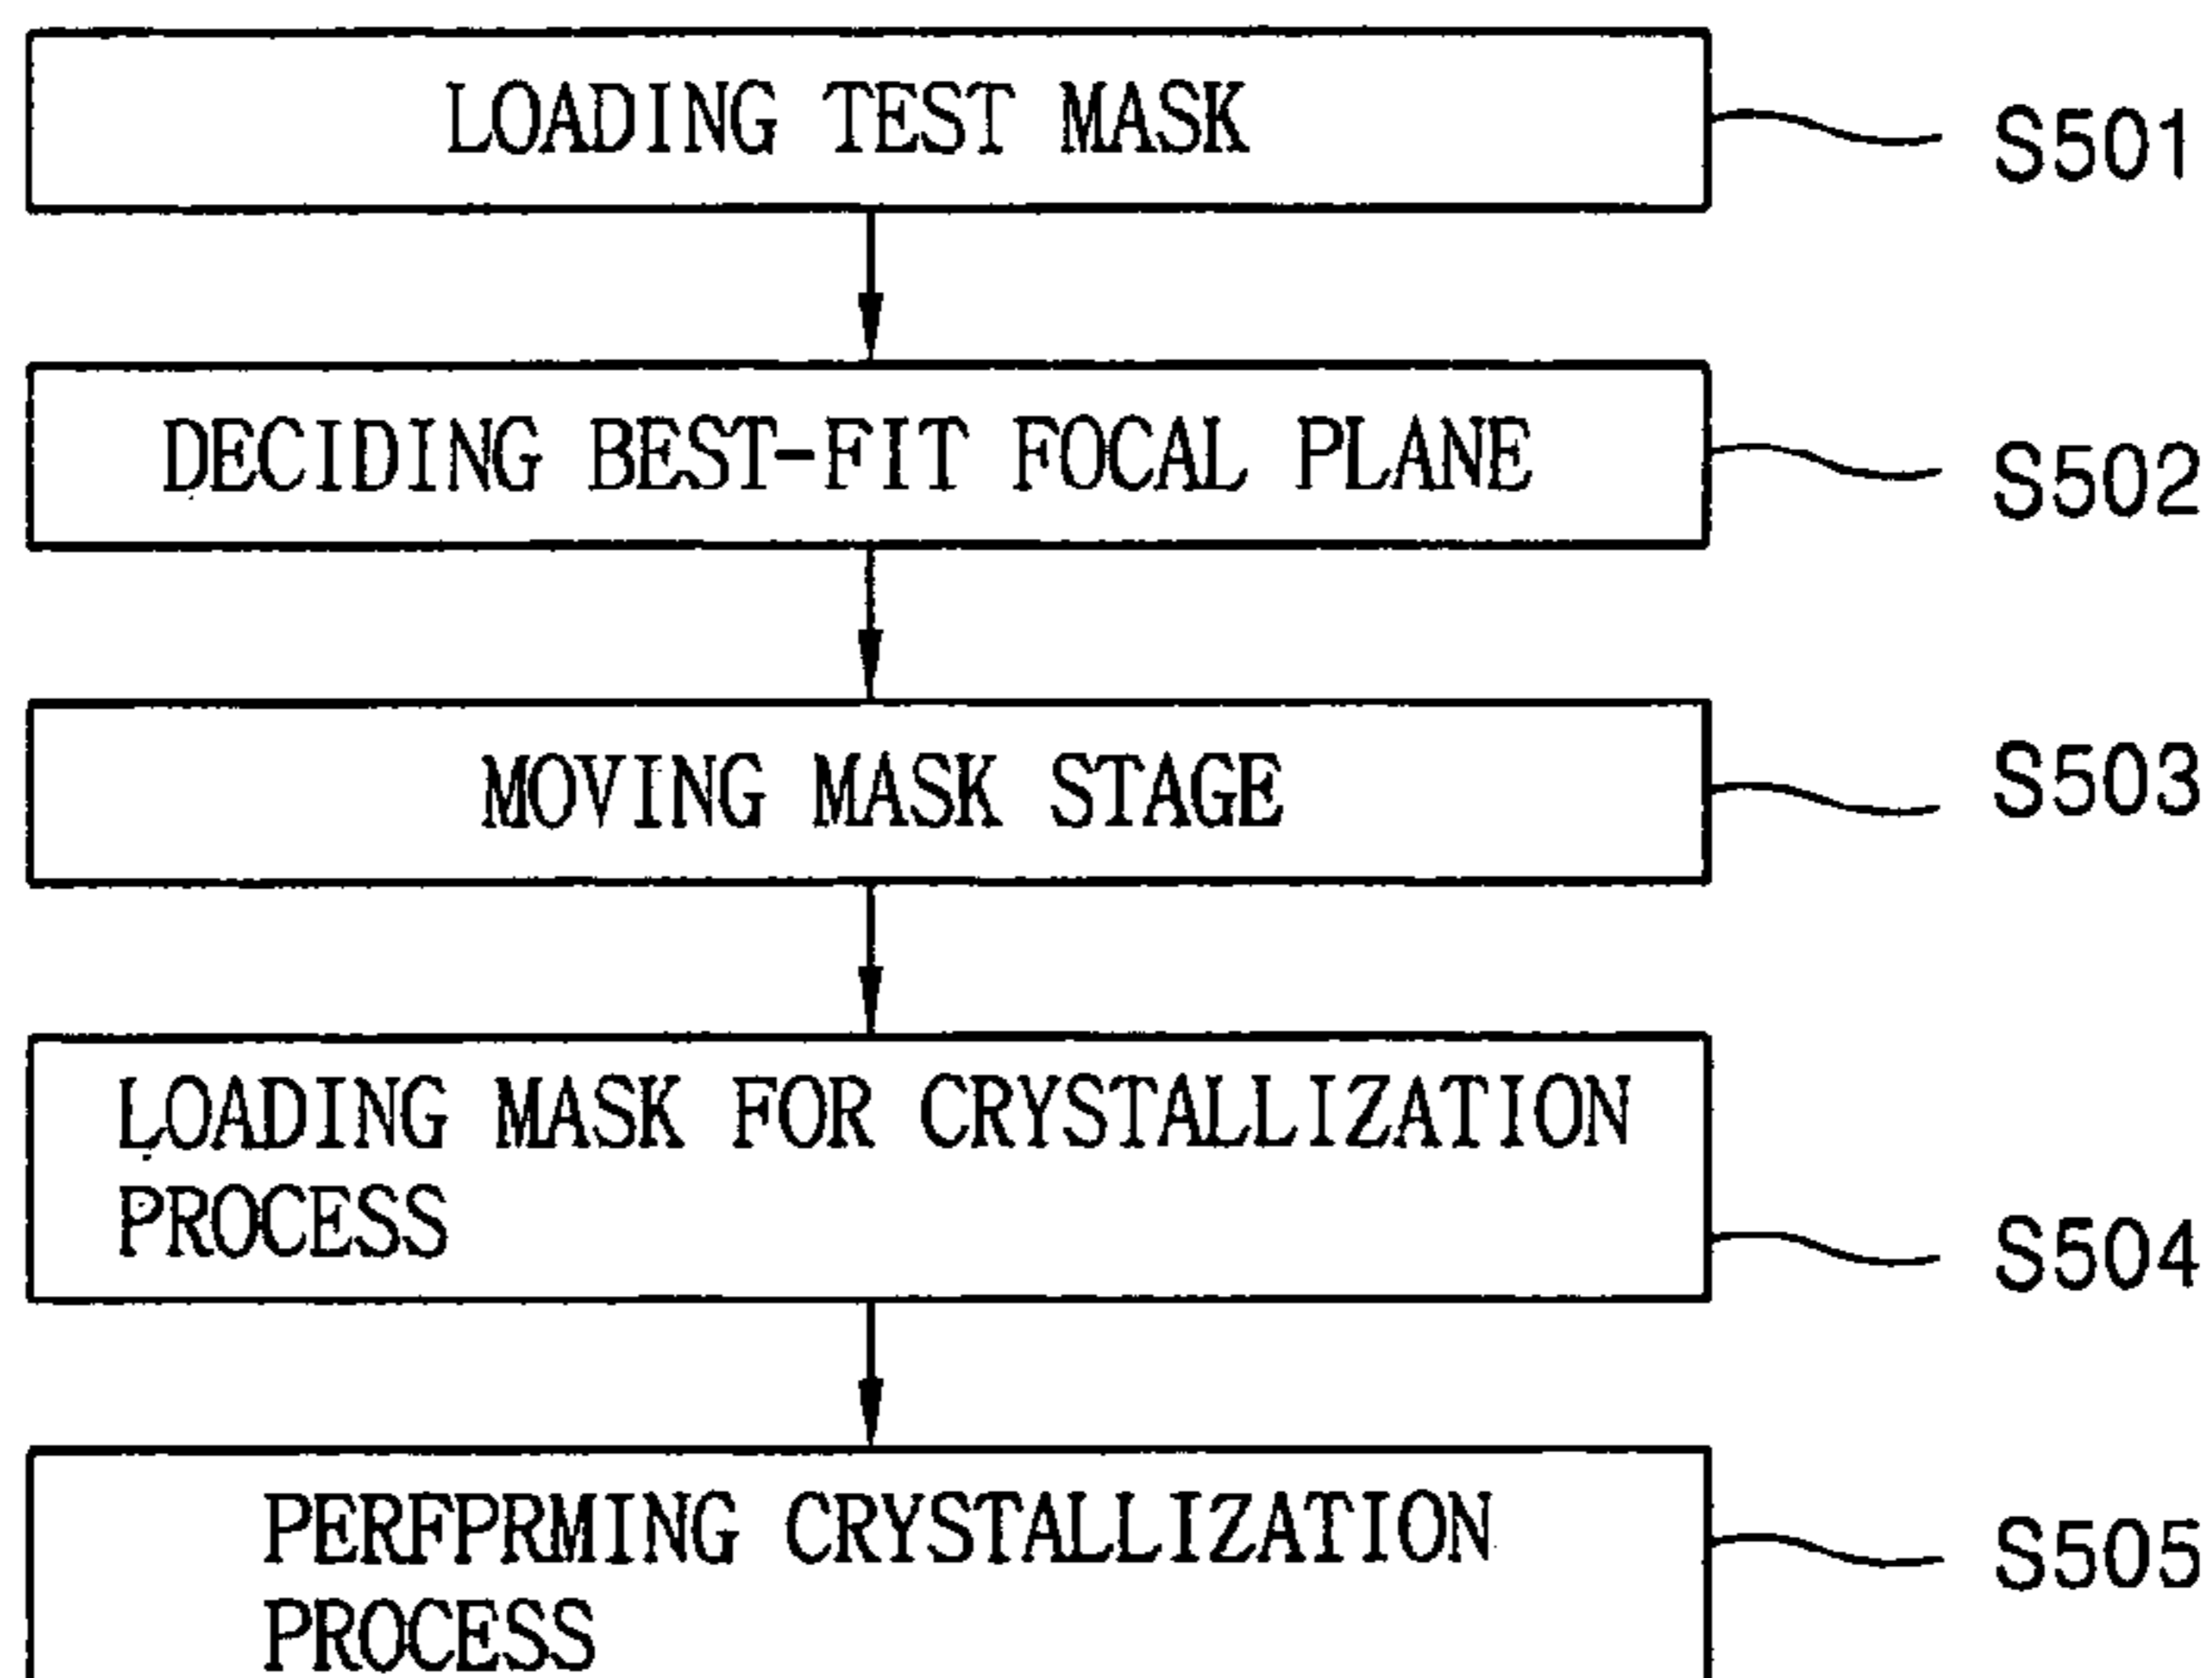 LOADING TEST MASK
S501
DECIDING BEST-FIT FOCAL PLANE
S502
MOVING MASK STAGE
S503
LOADING MASK FOR CRYSTALLIZATION
PROCESS
S504
PERFPRMING CRYSTALLIZATION
PROCESS
S505